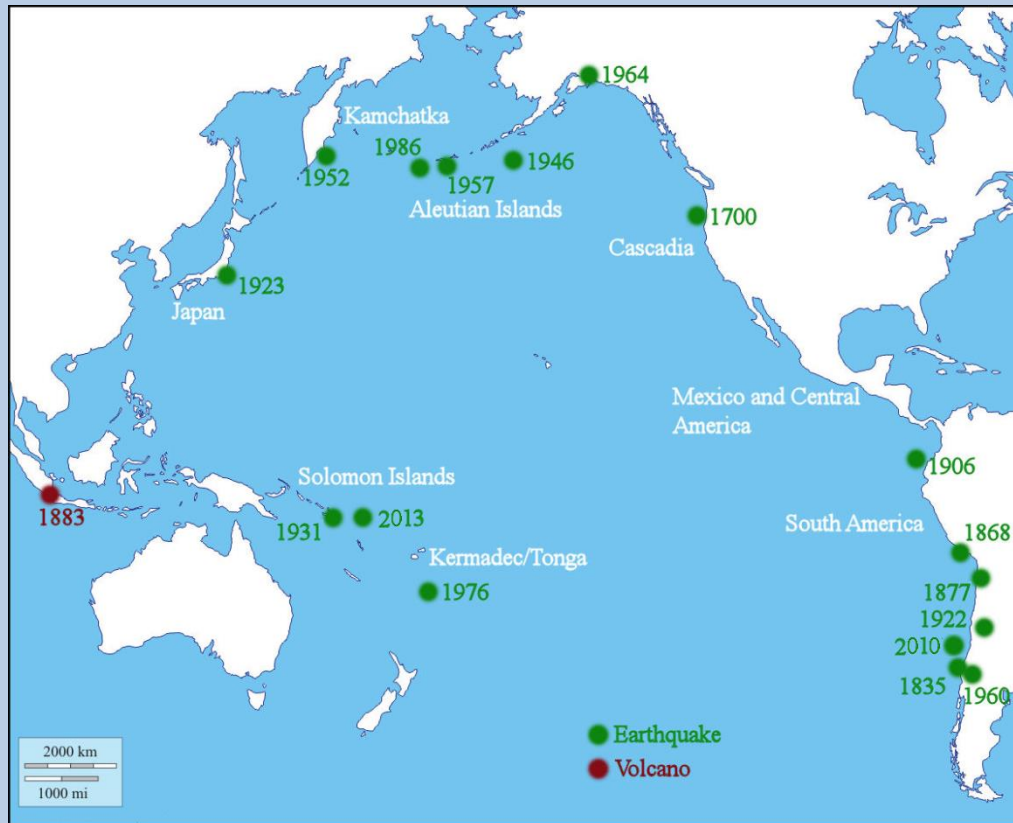 1964
Kamchatka
1986
1946
1952
1957
Aleutian Islands
1700
Cascadia
1923
Japan
Mexico and Central
America
1906
Solomon Islands
1883
1931
2013
South America
1868
Kermadec/Tonga
1976
1877
1922
2010
1835
1960
Earthquake
Volcano
2000 km
1000 mi